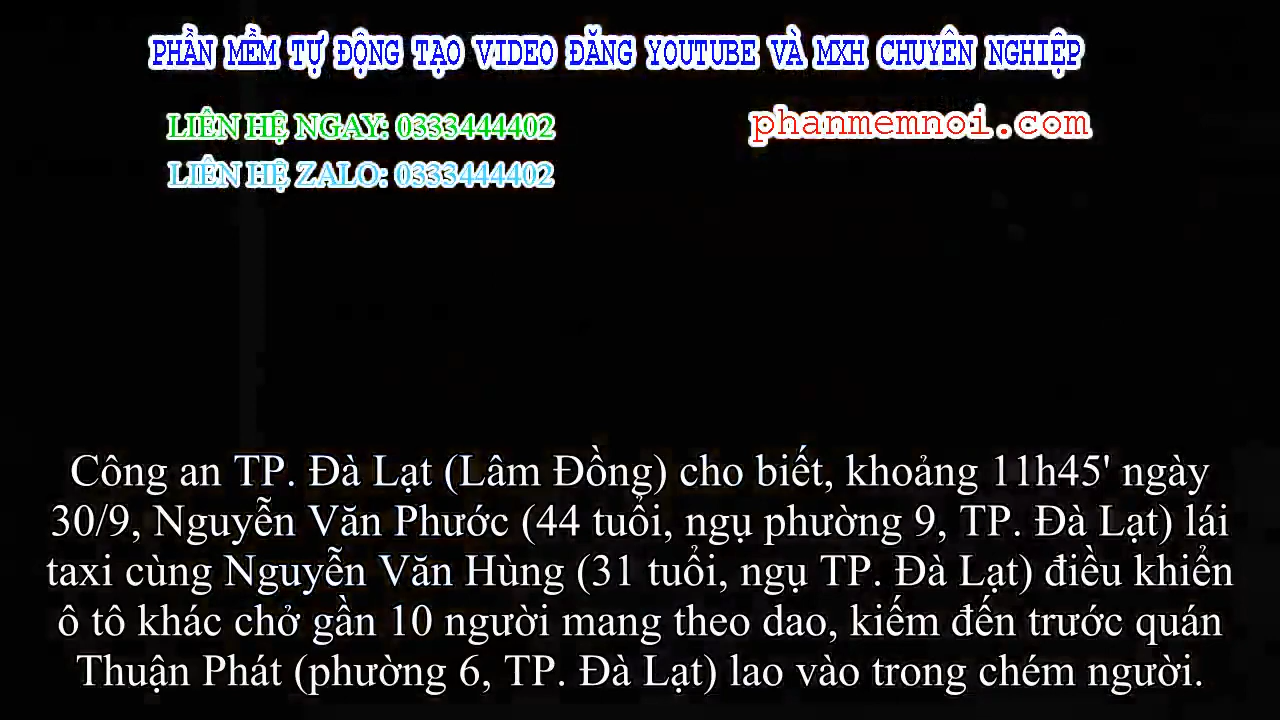 PHẦN MỀM TỰ ĐỘNG TẠO VIDEO ĐĂNG YOUTUBE VÀ MXH CHUYÊN NGHIỆP
LIÊN HỆ NGAY: 0333444402
phanmemnoi.com
LIÊN HỆ ZALO: 0333444402
Công an TP. Đà Lạt (Lâm Đồng) cho biết, khoảng 11h45' ngày
30/9, Nguyễn Văn Phước (44 tuổi, ngụ phường 9, TP. Đà Lạt) lái
taxi cùng Nguyễn Văn Hùng (31 tuổi, ngụ TP. Đà Lạt) điều khiển
ô tô khác chở gần 10 người mang theo dao, kiếm đến trước quán
Thuận Phát (phường 6, TP. Đà Lạt) lao vào trong chém người.